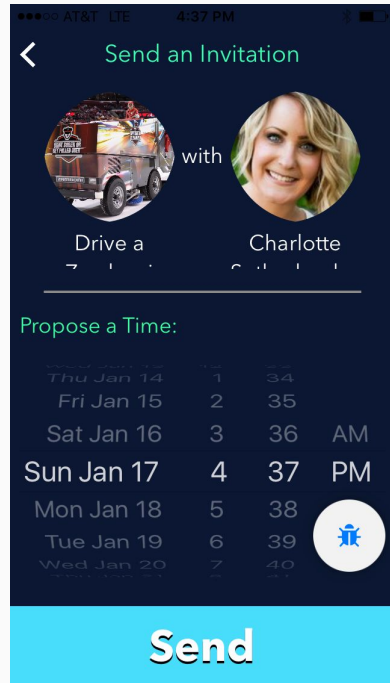 AT&T LTE 4:37 PM
Send an Invitation
with
Drive a
Charlotte
Propose a Time:
Thu Jan 14 1 34
Fri Jan 15 2 35
Sat Jan 16 3 36 AM
Sun Jan 17 4 37 PM
Mon Jan 18 5 38
Tue Jan 19 6 39
Wed Jan 20 7 40
Send